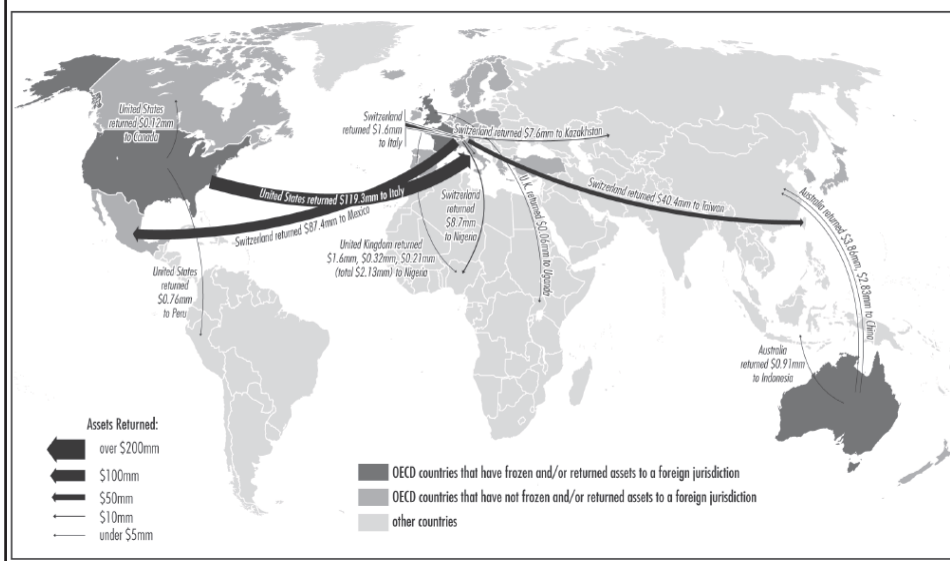 United States
returned $0.12mm
to Canada
Switzerland
returned $1.6mm
to Italy
Switzerland returned $7.6mm to Kazakhstan
United States returned $119.3mm to Italy
Switzerland returned $87.4mm to Mexico
Switzerland
returned
$8.7mm
to Nigeria
U.K. returned $0.06mm to Uganda
Switzerland returned $40.4mm to Taiwan
Australia returned $3.86mm, $2.83mm to China
United Kingdom returned
$1.6mm, $0.32mm, $0.21mm
(total $2.13mm) to Nigeria
United States
returned
$0.76mm
to Peru
Australia
returned $0.91mm
to Indonesia
Assets Returned:
over $200mm
$100mm
$50mm
$10mm
under $5mm
OECD countries that have frozen and/or returned assets to a foreign jurisdiction
OECD countries that have not frozen and/or returned assets to a foreign jurisdiction
other countries